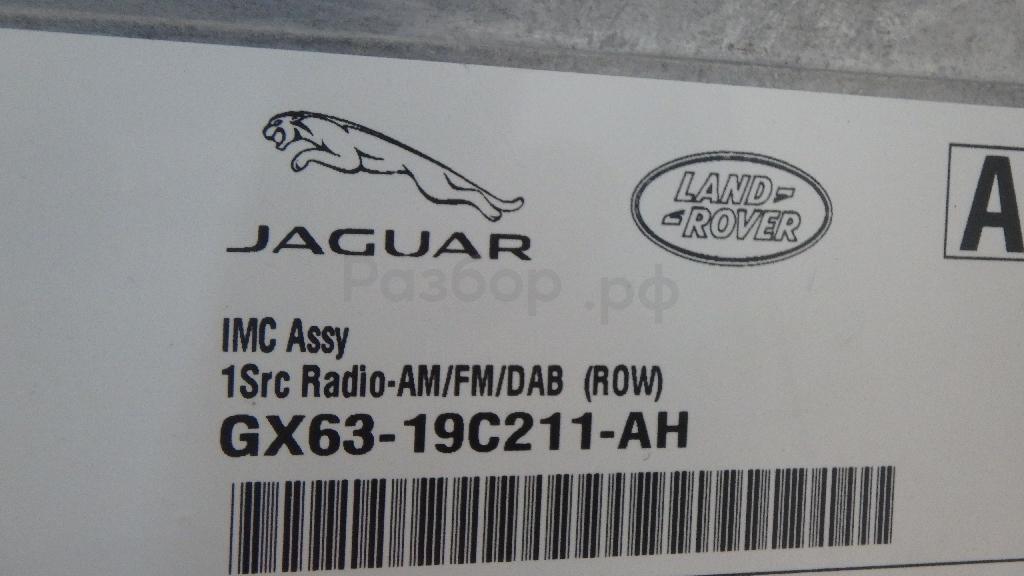 JAGUAR
LAND
ROVER
A
Разбор.рф
IMC Assy
1Src Radio-AM/FM/DAB (ROW)
GX63-19C211-AH